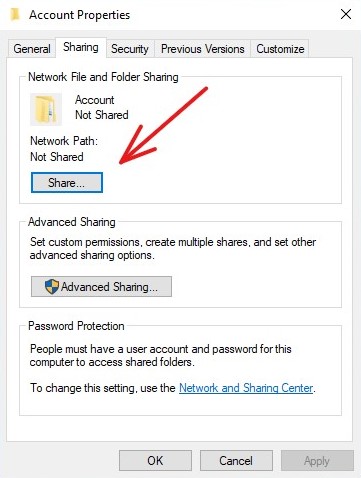 Account Properties
General Sharing Security Previous Versions Customize
Network File and Folder Sharing
Account
Not Shared
Network Path:
Not Shared
Share...
Advanced Sharing
Set custom permissions, create multiple shares, and set other
advanced sharing options.
Advanced Sharing...
Password Protection
People must have a user account and password for this
computer to access shared folders.
To change this setting, use the Network and Sharing Center.
OK Cancel Apply